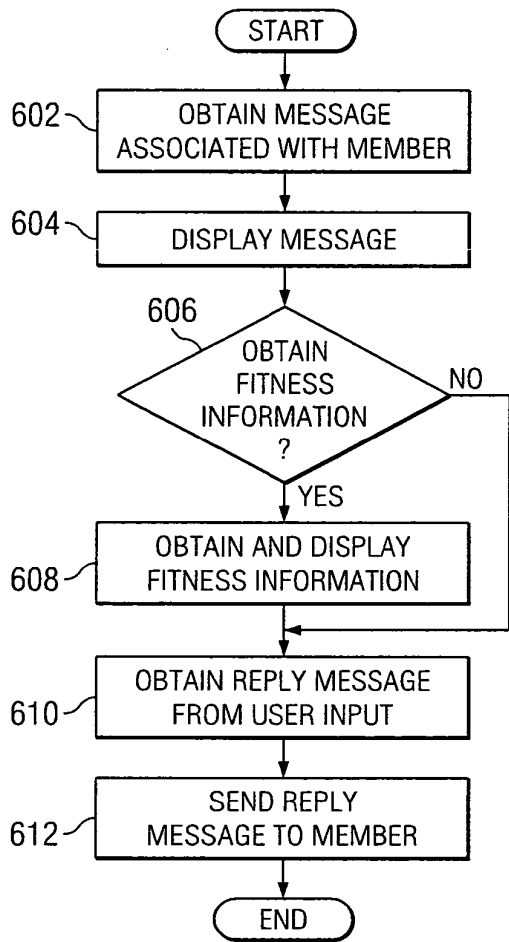 START
602
OBTAIN MESSAGE
ASSOCIATED WITH MEMBER
604
DISPLAY MESSAGE
606
OBTAIN
FITNESS
INFORMATION
?
NO
YES
608
OBTAIN AND DISPLAY
FITNESS INFORMATION
610
OBTAIN REPLY MESSAGE
FROM USER INPUT
612
SEND REPLY
MESSAGE TO MEMBER
END